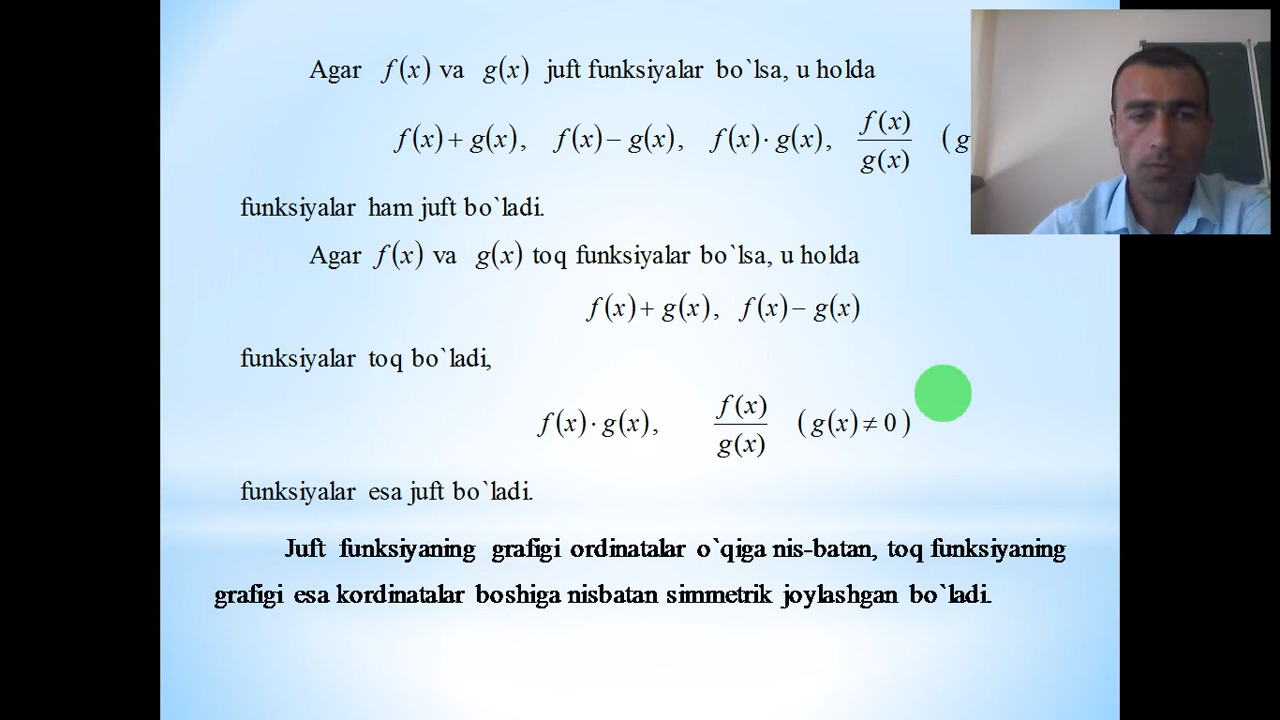 Agar f(x) va g(x) juft funksiyalar bo`lsa, u holda
f(x) + g(x), f(x) − g(x), f(x) · g(x), f(x)/g(x) (g
funksiyalar ham juft bo`ladi.
Agar f(x) va g(x) toq funksiyalar bo`lsa, u holda
f(x) + g(x), f(x) − g(x)
funksiyalar toq bo`ladi,
f(x) · g(x), f(x)/g(x) (g(x) ≠ 0)
funksiyalar esa juft bo`ladi.
Juft funksiyaning grafigi ordinatalar o`qiga nis-batan, toq funksiyaning
grafigi esa kordinatalar boshiga nisbatan simmetrik joylashgan bo`ladi.